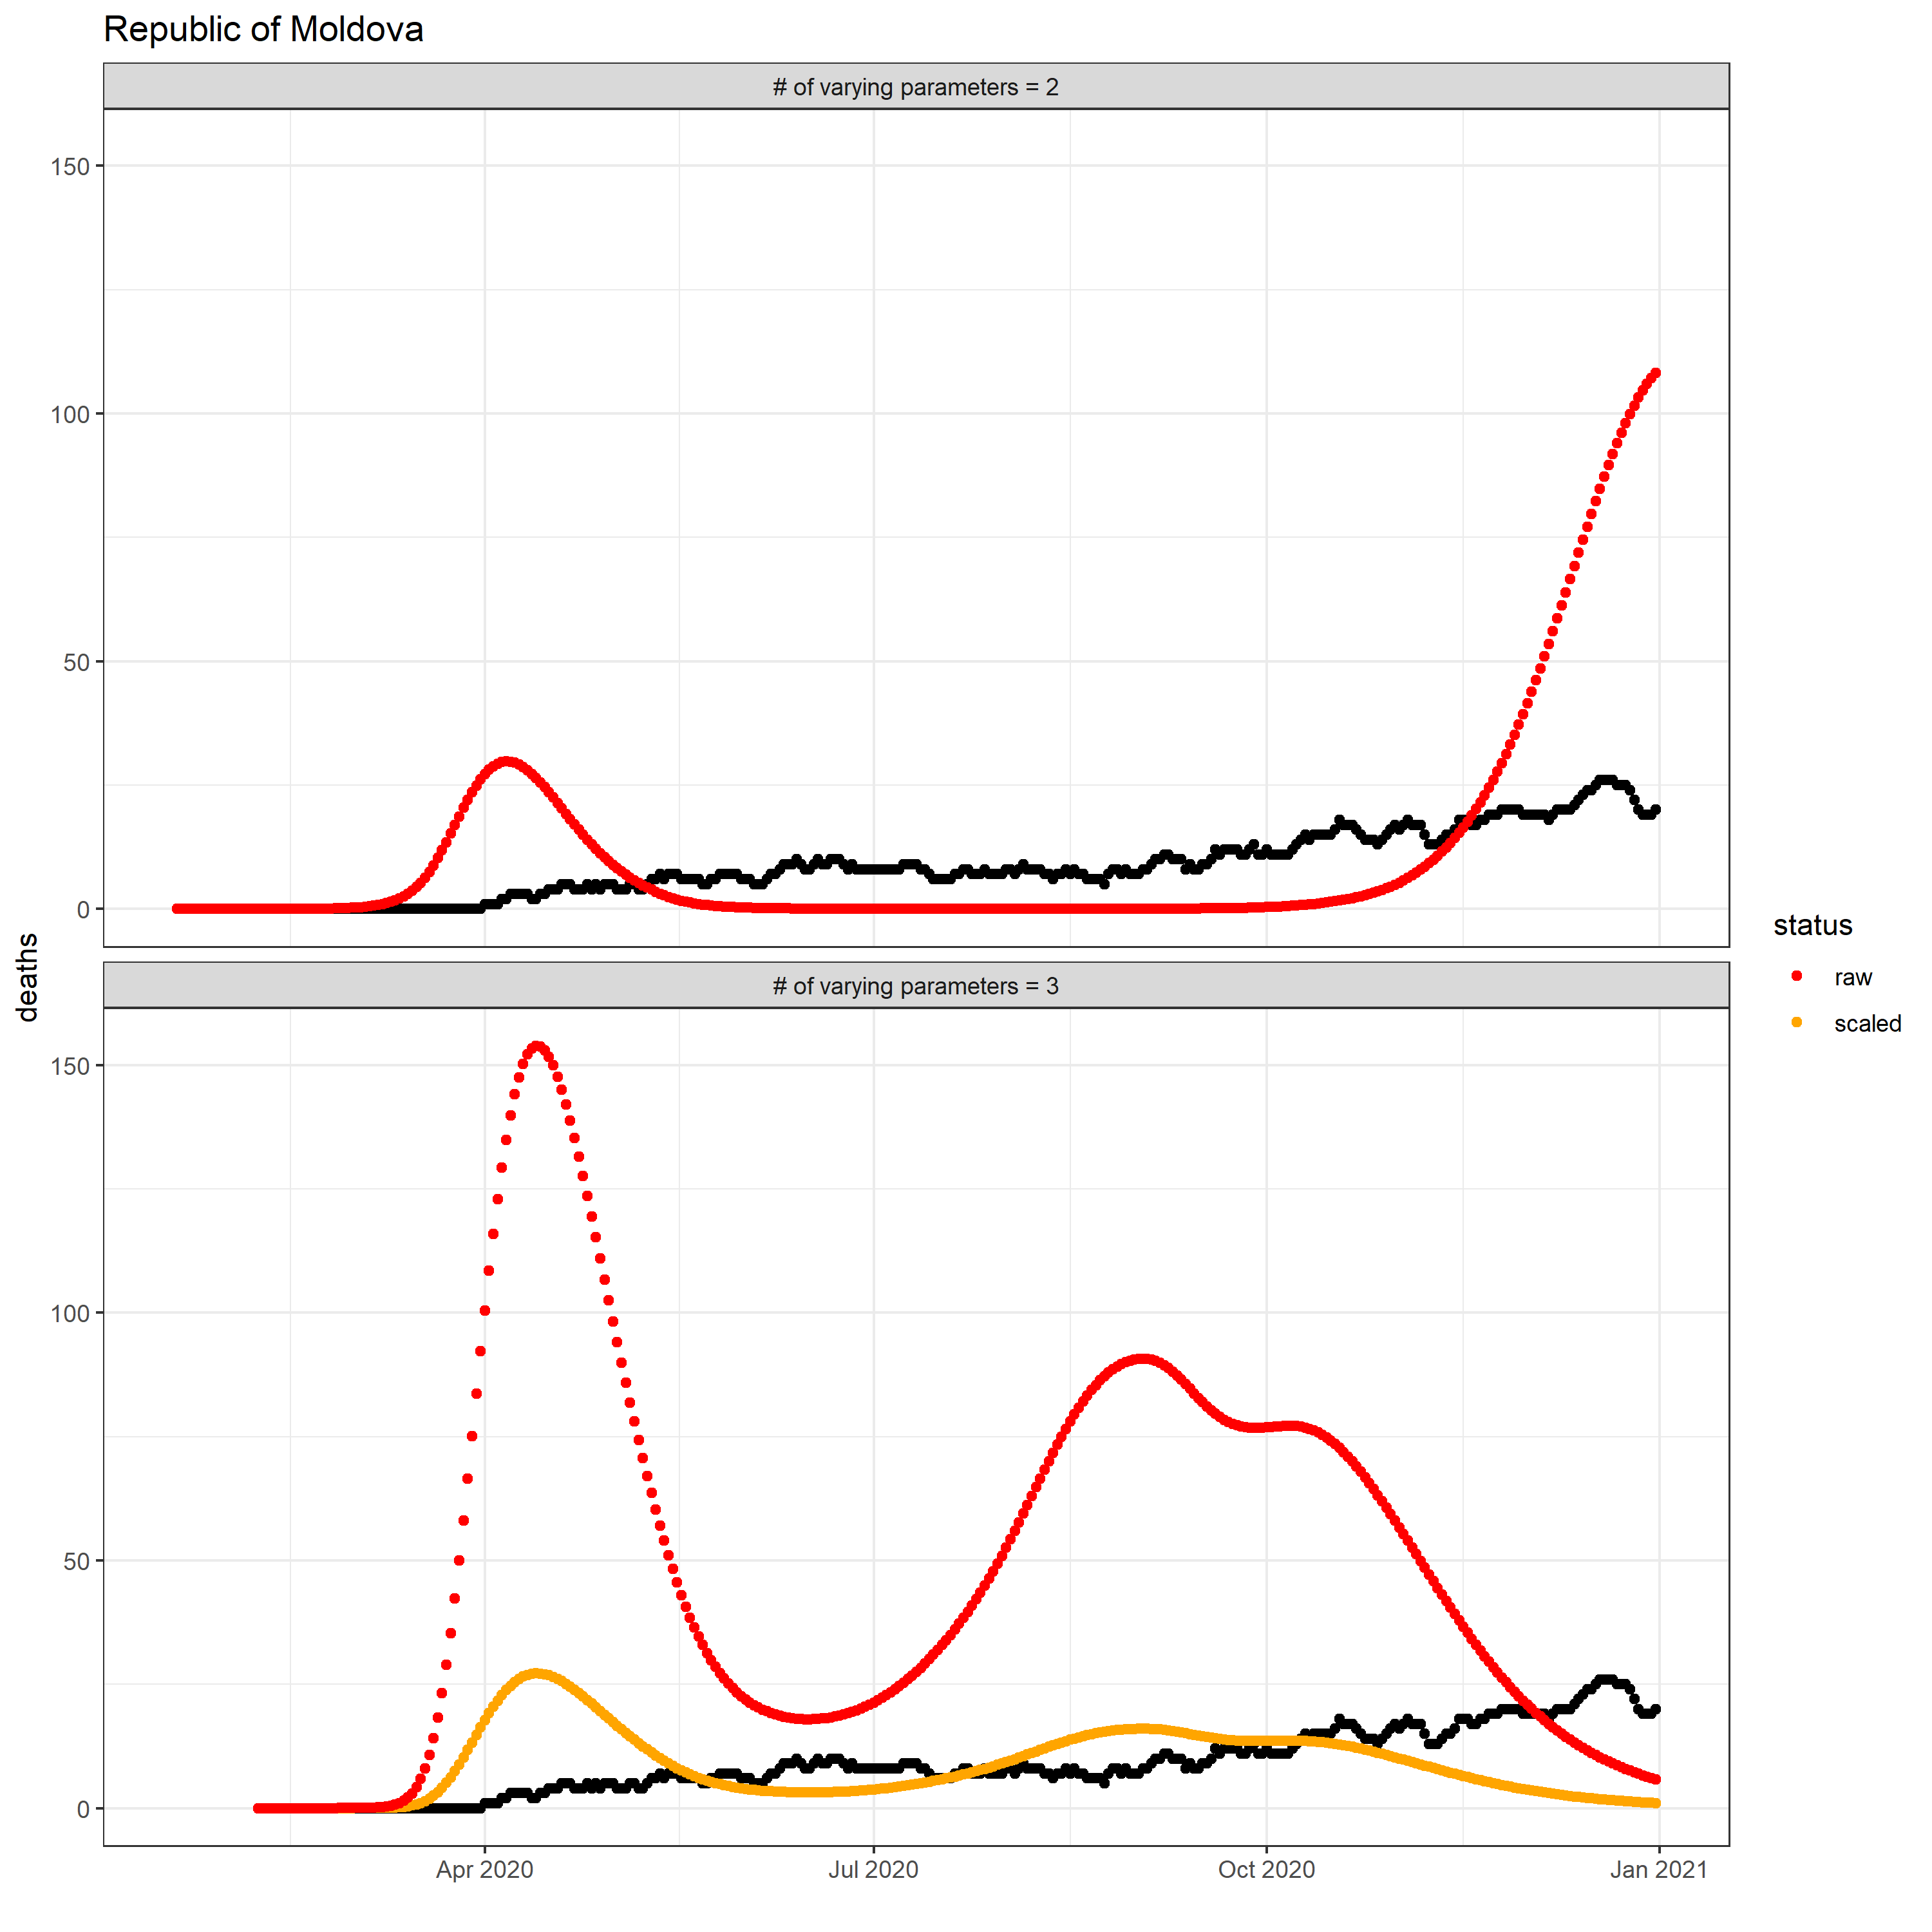 Republic of Moldova
# of varying parameters = 2
150
100
50
0
deaths
# of varying parameters = 3
150
100
50
0
Apr 2020
Jul 2020
Oct 2020
Jan 2021
status
raw
scaled